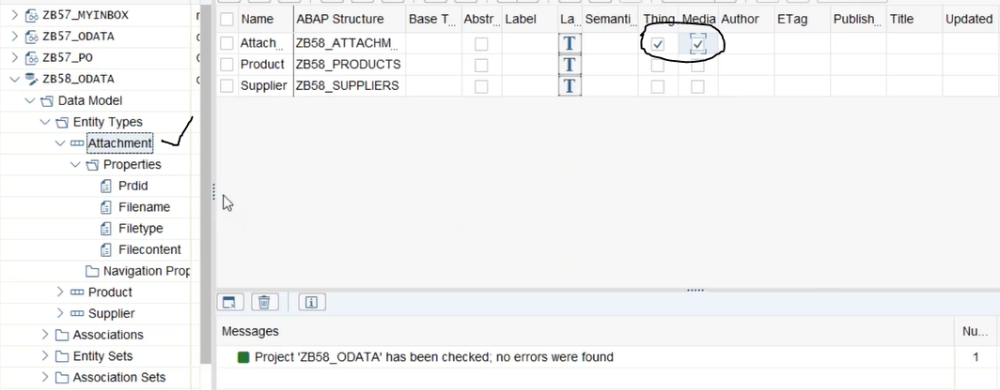 ZB57_MYINBOX
ZB57_ODATA
ZB57_PO
ZB58_ODATA
Data Model
Entity Types
Attachment
Properties
Prdid
Filename
Filetype
Filecontent
Navigation Prop
Product
Supplier
Associations
Entity Sets
Association Sets
Name ABAP Structure Base T... Abstr... Label La... Semanti... Thing Media Author ETag Publish... Title Updated
Attach... ZB58_ATTACHM... T
Product ZB58_PRODUCTS T
Supplier ZB58_SUPPLIERS T
Messages Nu...
Project 'ZB58_ODATA' has been checked; no errors were found 1